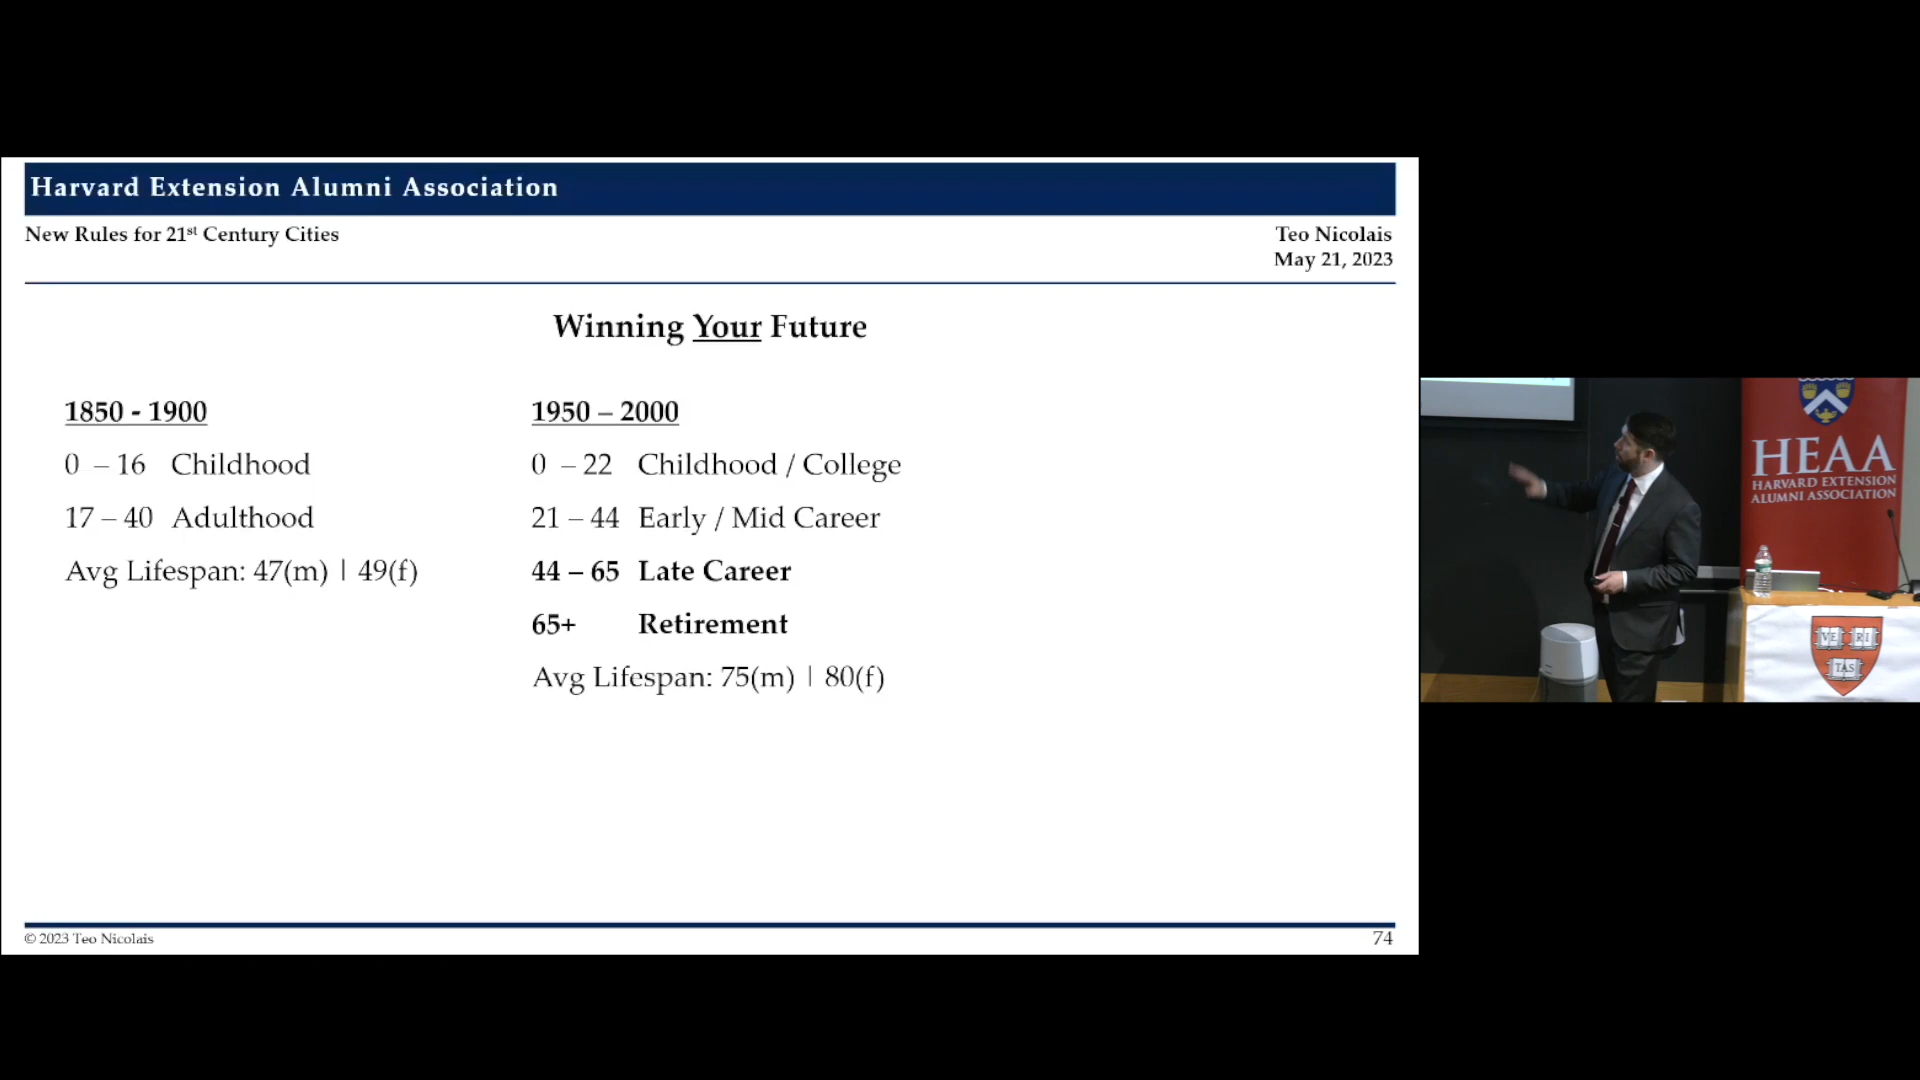 Harvard Extension Alumni Association
New Rules for 21st Century Cities
Teo Nicolais
May 21, 2023
Winning Your Future
1850 - 1900
0 – 16 Childhood
17 – 40 Adulthood
Avg Lifespan: 47(m) | 49(f)
1950 – 2000
0 – 22 Childhood / College
21 – 44 Early / Mid Career
44 – 65 Late Career
65+ Retirement
Avg Lifespan: 75(m) | 80(f)
© 2023 Teo Nicolais
74
HEAA
HARVARD EXTENSION
ALUMNI ASSOCIATION
VE RI
TAS